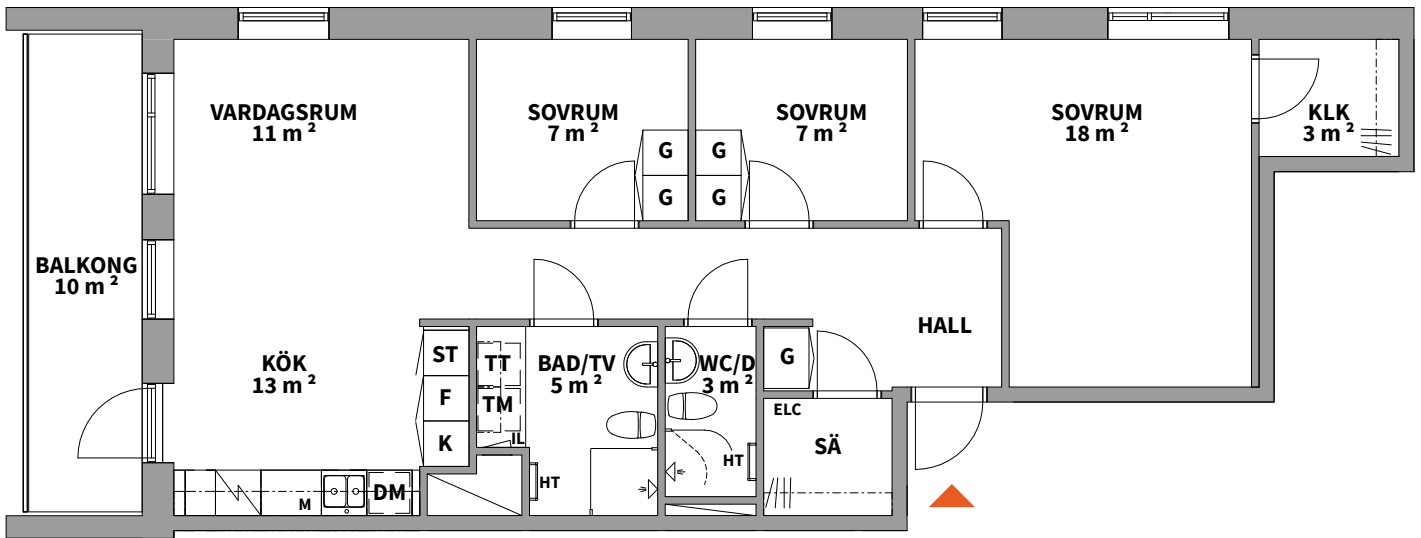 VARDAGSRUM
11 m ²
SOVRUM
7 m ²
SOVRUM
7 m ²
SOVRUM
18 m ²
KLK
3 m ²
G
G
G
G
BALKONG
10 m ²
HALL
KÖK
13 m ²
ST
F
K
TT
TM
IL
BAD/TV
5 m ²
WC/D
3 m ²
G
ELC
SÄ
HT
HT
M
DM